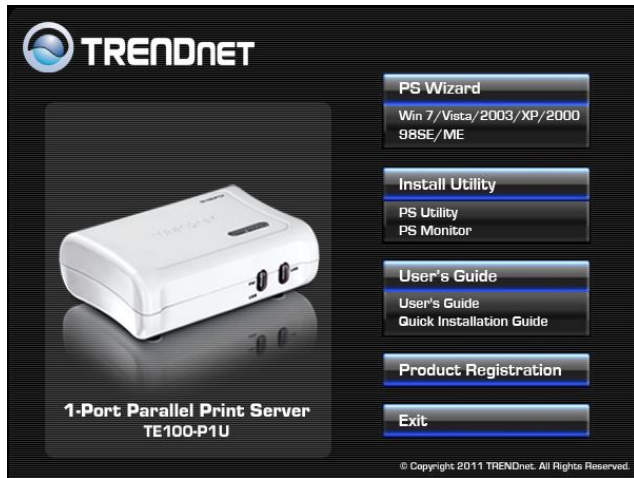 TRENDNET
PS Wizard
Win 7/Vista/2003/XP/2000
98SE/ME
Install Utility
PS Utility
PS Monitor
User's Guide
User's Guide
Quick Installation Guide
Product Registration
Exit
TRENDNET
1-Port Parallel Print Server
TE100-P1U
© Copyright 2011 TRENDnet. All Rights Reserved.